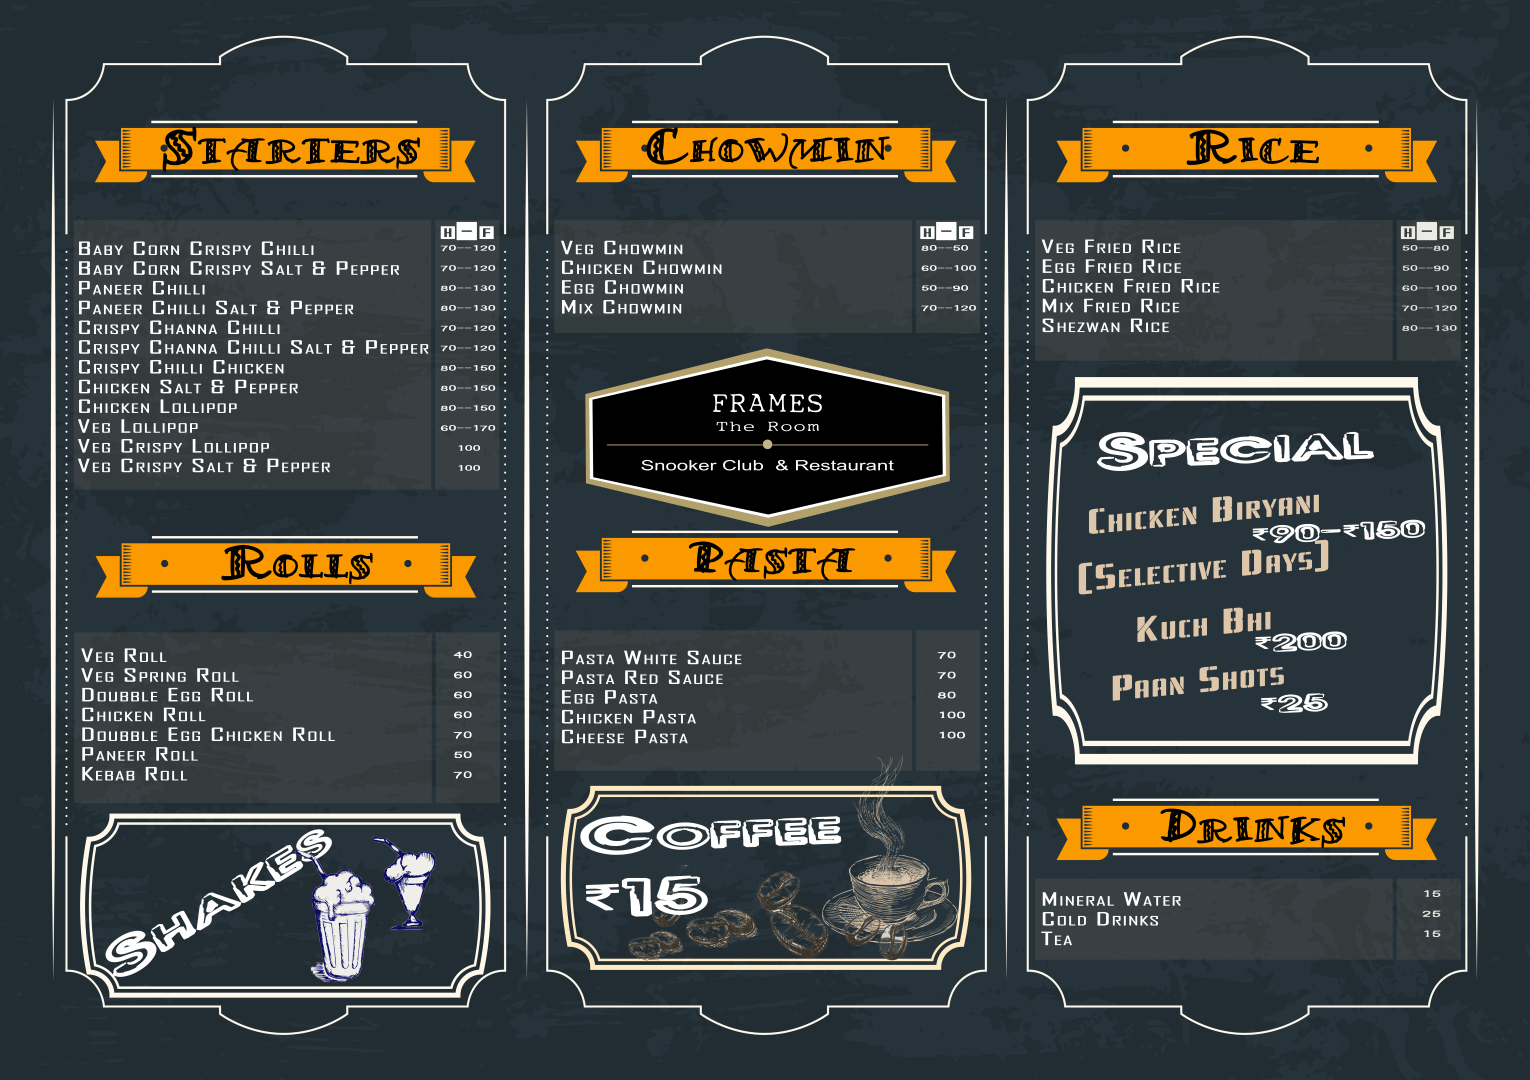 Starters
H – F
Baby Corn Crispy Chilli 70--120
Baby Corn Crispy Salt & Pepper 70--120
Paneer Chilli 80--130
Paneer Chilli Salt & Pepper 80--130
Crispy Channa Chilli 70--120
Crispy Channa Chilli Salt & Pepper 70--120
Crispy Chilli Chicken 80--150
Chicken Salt & Pepper 80--150
Chicken Lollipop 80--150
Veg Lollipop 60--170
Veg Crispy Lollipop 100
Veg Crispy Salt & Pepper 100
Rolls
Veg Roll 40
Veg Spring Roll 60
Doubble Egg Roll 60
Chicken Roll 60
Doubble Egg Chicken Roll 70
Paneer Roll 50
Kebab Roll 70
Shakes
Chowmin
H – F
Veg Chowmin 80--50
Chicken Chowmin 60--100
Egg Chowmin 50--90
Mix Chowmin 70--120
FRAMES
The Room
Snooker Club & Restaurant
Pasta
Pasta White Sauce 70
Pasta Red Sauce 70
Egg Pasta 80
Chicken Pasta 100
Cheese Pasta 100
Coffee
₹15
Rice
H – F
Veg Fried Rice 50--80
Egg Fried Rice 50--90
Chicken Fried Rice 60--100
Mix Fried Rice 70--120
Shezwan Rice 80--130
Special
Chicken Biryani
₹90–₹150
(Selective Days)
Kuch Bhi
₹200
Paan Shots
₹25
Drinks
Mineral Water 15
Cold Drinks 25
Tea 15